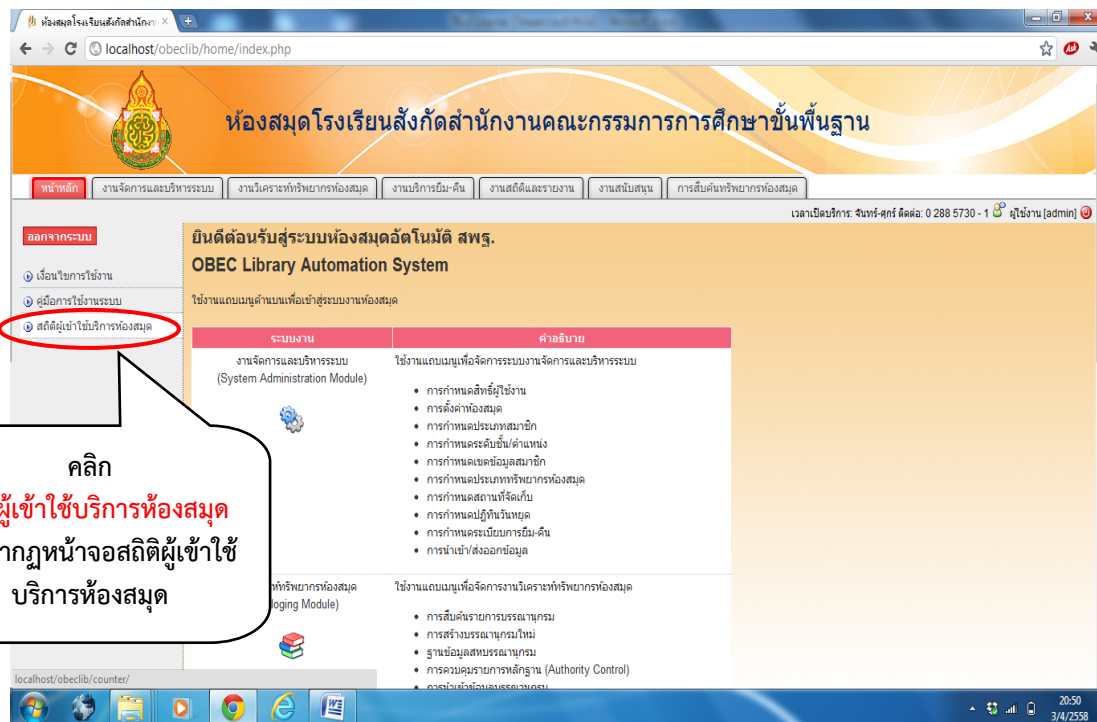 ห้องสมุดโรงเรียนสังกัดสำนักงา
localhost/obeclib/home/index.php
ห้องสมุดโรงเรียนสังกัดสำนักงานคณะกรรมการการศึกษาขั้นพื้นฐาน
หน้าหลัก งานจัดการและบริหารระบบ งานวิเคราะห์ทรัพยากรห้องสมุด งานบริการยืม-คืน งานสถิติและรายงาน งานสนับสนุน การสืบค้นทรัพยากรห้องสมุด
เวลาเปิดบริการ: จันทร์-ศุกร์ ติดต่อ: 0 288 5730 - 1 ผู้ใช้งาน [admin]
ออกจากระบบ
เงื่อนไขการใช้งาน
คู่มือการใช้งานระบบ
สถิติผู้เข้าใช้บริการห้องสมุด
ยินดีต้อนรับสู่ระบบห้องสมุดอัตโนมัติ สพฐ.
OBEC Library Automation System
ใช้งานแถบเมนูด้านบนเพื่อเข้าสู่ระบบงานห้องสมุด
ระบบงาน คำอธิบาย
งานจัดการและบริหารระบบ
(System Administration Module)
ใช้งานแถบเมนูเพื่อจัดการระบบงานจัดการและบริหารระบบ
การกำหนดสิทธิ์ผู้ใช้งาน
การตั้งค่าห้องสมุด
การกำหนดประเภทสมาชิก
การกำหนดระดับชั้น/ตำแหน่ง
การกำหนดเขตข้อมูลสมาชิก
การกำหนดประเภททรัพยากรห้องสมุด
การกำหนดสถานที่จัดเก็บ
การกำหนดปฏิทินวันหยุด
การกำหนดระเบียบการยืม-คืน
การนำเข้า/ส่งออกข้อมูล
ห์ทรัพยากรห้องสมุด
loging Module)
ใช้งานแถบเมนูเพื่อจัดการงานวิเคราะห์ทรัพยากรห้องสมุด
การสืบค้นรายการบรรณานุกรม
การสร้างบรรณานุกรมใหม่
ฐานข้อมูลสหบรรณานุกรม
การควบคุมรายการหลักฐาน (Authority Control)
การนำเข้าข้อมูลบรรณานุกรม
คลิก
ผู้เข้าใช้บริการห้องสมุด
ากฏหน้าจอสถิติผู้เข้าใช้
บริการห้องสมุด
localhost/obeclib/counter/
20:50
3/4/2558